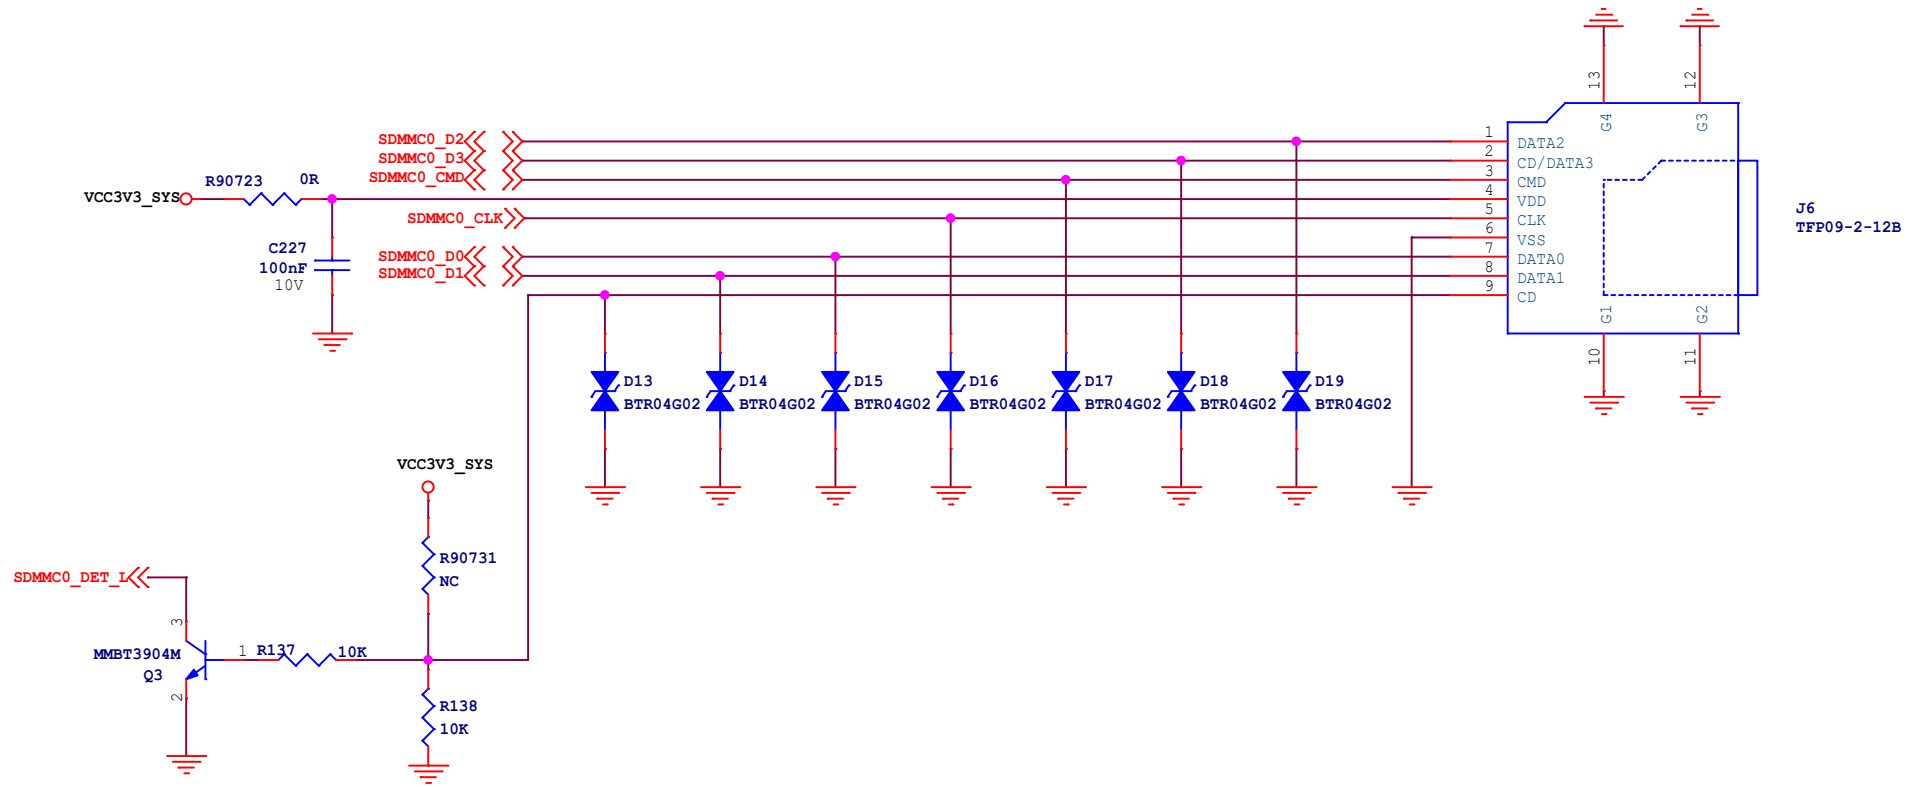 13
12
G4
G3
SDMMC0_D2
1
DATA2
SDMMC0_D3
2
CD/DATA3
SDMMC0_CMD
3
CMD
R90723 0R
VCC3V3_SYS
4
VDD
SDMMC0_CLK
5
CLK
J6
TFP09-2-12B
6
VSS
C227
100nF
10V
SDMMC0_D0
7
DATA0
SDMMC0_D1
8
DATA1
9
CD
G1
G2
10
11
D13
BTR04G02
D14
BTR04G02
D15
BTR04G02
D16
BTR04G02
D17
BTR04G02
D18
BTR04G02
D19
BTR04G02
VCC3V3_SYS
R90731
NC
SDMMC0_DET_L
3
MMBT3904M
Q3
1
R137 10K
2
R138
10K